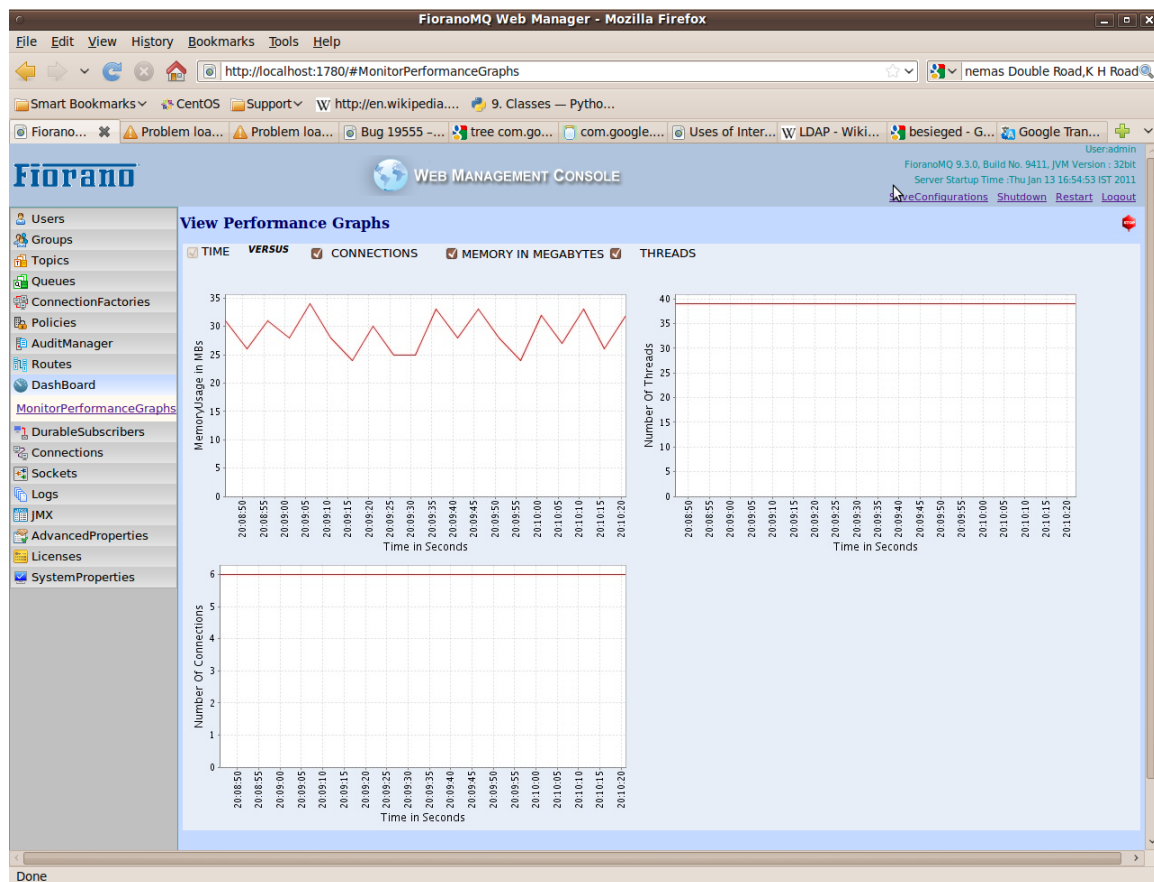 FioranoMQ Web Manager - Mozilla Firefox
File Edit View History Bookmarks Tools Help
http://localhost:1780/#MonitorPerformanceGraphs
nemas Double Road,K H Road
Smart Bookmarks CentOS Support http://en.wikipedia.... 9. Classes — Pytho...
Fiorano... Problem loa... Problem loa... Bug 19555 –... tree com.go... com.google.... Uses of Inter... LDAP - Wiki... besieged - G... Google Tran...
User:admin
Fiorano
WEB MANAGEMENT CONSOLE
FioranoMQ 9.3.0, Build No. 9411, JVM Version : 32bit
Server Startup Time :Thu Jan 13 16:54:53 IST 2011
SaveConfigurations Shutdown Restart Logout
Users
Groups
Topics
Queues
ConnectionFactories
Policies
AuditManager
Routes
DashBoard
MonitorPerformanceGraphs
DurableSubscribers
Connections
Sockets
Logs
JMX
AdvancedProperties
Licenses
SystemProperties
View Performance Graphs
TIME VERSUS CONNECTIONS MEMORY IN MEGABYTES THREADS
MemoryUsage in MBs
35
30
25
20
15
10
5
0
20:08:50 20:08:55 20:09:00 20:09:05 20:09:10 20:09:15 20:09:20 20:09:25 20:09:30 20:09:35 20:09:40 20:09:45 20:09:50 20:09:55 20:10:00 20:10:05 20:10:10 20:10:15 20:10:20
Time in Seconds
Number Of Threads
40
35
30
25
20
15
10
5
0
20:08:50 20:08:55 20:09:00 20:09:05 20:09:10 20:09:15 20:09:20 20:09:25 20:09:30 20:09:35 20:09:40 20:09:45 20:09:50 20:09:55 20:10:00 20:10:05 20:10:10 20:10:15 20:10:20
Time in Seconds
Number Of Connections
6
5
4
3
2
1
0
20:08:50 20:08:55 20:09:00 20:09:05 20:09:10 20:09:15 20:09:20 20:09:25 20:09:30 20:09:35 20:09:40 20:09:45 20:09:50 20:09:55 20:10:00 20:10:05 20:10:10 20:10:15 20:10:20
Time in Seconds
Done